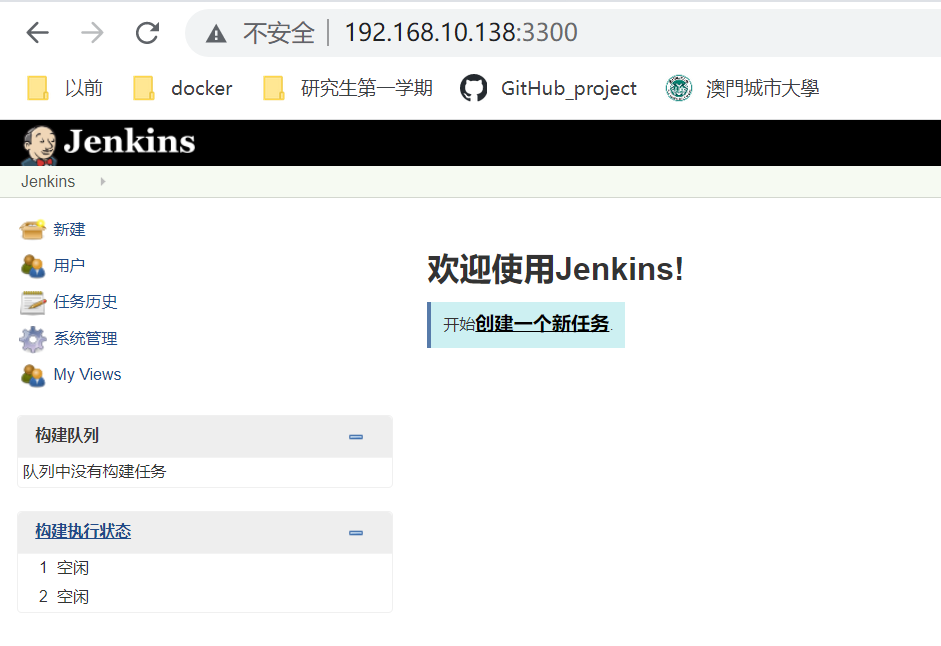 不安全 192.168.10.138:3300
以前 docker 研究生第一学期 GitHub_project 澳門城市大學
Jenkins
Jenkins
新建
用户
任务历史
系统管理
My Views
欢迎使用Jenkins!
开始创建一个新任务.
构建队列
队列中没有构建任务
构建执行状态
1 空闲
2 空闲